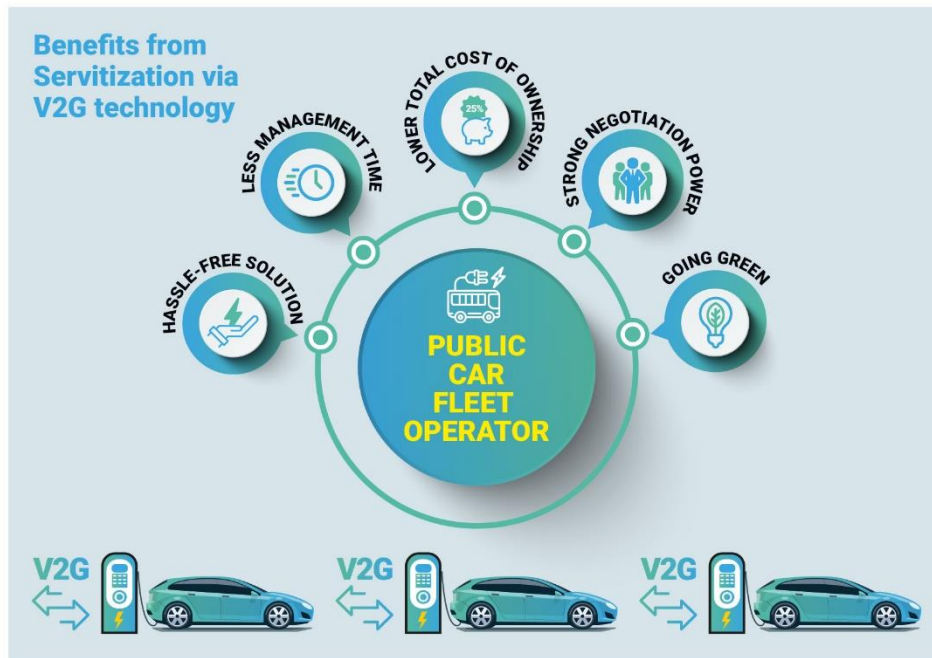 Benefits from
Servitization via
V2G technology
HASSLE-FREE SOLUTION
LESS MANAGEMENT TIME
LOWER TOTAL COST OF OWNERSHIP
25%
STRONG NEGOTIATION POWER
GOING GREEN
PUBLIC
CAR
FLEET
OPERATOR
V2G
V2G
V2G